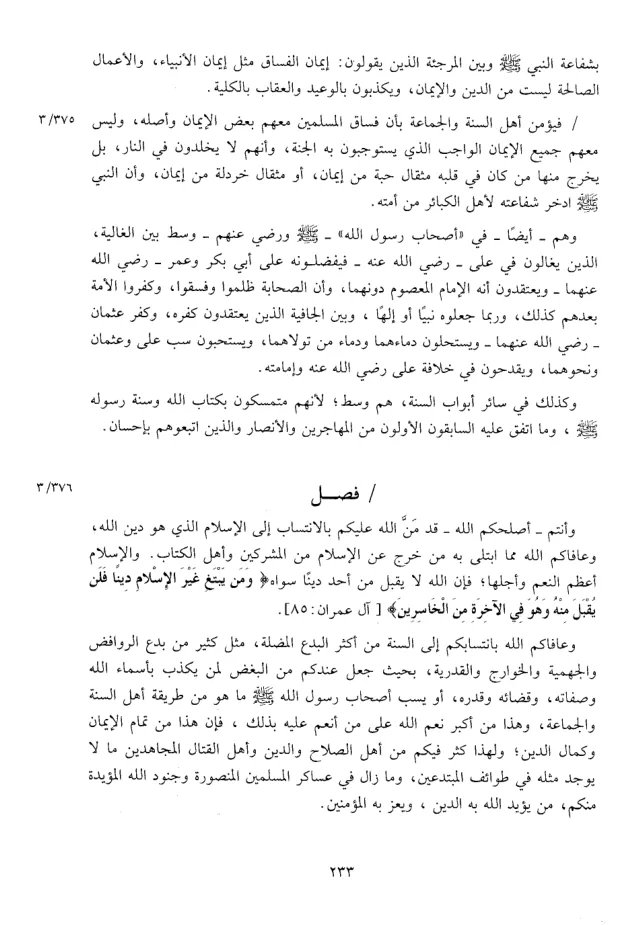 بشفاعة النبي ﷺ وبين المرجئة الذين يقولون: إيمان الفساق مثل إيمان الأنبياء، والأعمال
الصالحة ليست من الدين والإيمان، ويكذبون بالوعيد والعقاب بالكلية.
/ فيؤمن أهل السنة والجماعة بأن فساق المسلمين معهم بعض الإيمان وأصله، وليس ٣/٣٧٥
معهم جميع الإيمان الواجب الذي يستوجبون به الجنة، وأنهم لا يخلدون في النار، بل
يخرج منها من كان في قلبه مثقال حبة من إيمان، أو مثقال خردلة من إيمان، وأن النبي
ﷺ ادخر شفاعته لأهل الكبائر من أمته.
وهم ـ أيضًا ـ في «أصحاب رسول الله» ـ ﷺ ورضي عنهم ـ وسط بين الغالية،
الذين يغالون في على ـ رضي الله عنه ـ فيفضلونه على أبي بكر وعمر ـ رضي الله
عنهما ـ ويعتقدون أنه الإمام المعصوم دونهما، وأن الصحابة ظلموا وفسقوا، وكفروا الأمة
بعدهم كذلك، وربما جعلوه نبيًا أو إلهًا ، وبين الجافية الذين يعتقدون كفره، وكفر عثمان
ـ رضي الله عنهما ـ ويستحلون دماءهما ودماء من تولاهما، ويستحبون سب على وعثمان
ونحوهما، ويقدحون في خلافة على رضي الله عنه وإمامته.
وكذلك في سائر أبواب السنة، هم وسط؛ لأنهم متمسكون بكتاب الله وسنة رسوله
ﷺ ، وما اتفق عليه السابقون الأولون من المهاجرين والأنصار والذين اتبعوهم بإحسان.
/ فصــل ٣/٣٧٦
وأنتم ـ أصلحكم الله ـ قد مَنَّ الله عليكم بالانتساب إلى الإسلام الذي هو دين الله،
وعافاكم الله مما ابتلى به من خرج عن الإسلام من المشركين وأهل الكتاب. والإسلام
أعظم النعم وأجلها؛ فإن الله لا يقبل من أحد دينًا سواه﴿ وَمَن يَبْتَغِ غَيْرَ الإِسْلامِ دِينًا فَلَن
يُقْبَلَ مِنْهُ وَهُوَ فِي الآخِرَةِ مِنَ الْخَاسِرِينَ﴾ [ آل عمران: ٨٥].
وعافاكم الله بانتسابكم إلى السنة من أكثر البدع المضلة، مثل كثير من بدع الروافض
والجهمية والخوارج والقدرية، بحيث جعل عندكم من البغض لمن يكذب بأسماء الله
وصفاته، وقضائه وقدره، أو يسب أصحاب رسول الله ﷺ ما هو من طريقة أهل السنة
والجماعة، وهذا من أكبر نعم الله على من أنعم عليه بذلك ، فإن هذا من تمام الإيمان
وكمال الدين؛ ولهذا كثر فيكم من أهل الصلاح والدين وأهل القتال المجاهدين ما لا
يوجد مثله في طوائف المبتدعين، وما زال في عساكر المسلمين المنصورة وجنود الله المؤيدة
منكم، من يؤيد الله به الدين ، ويعز به المؤمنين.
٢٣٣